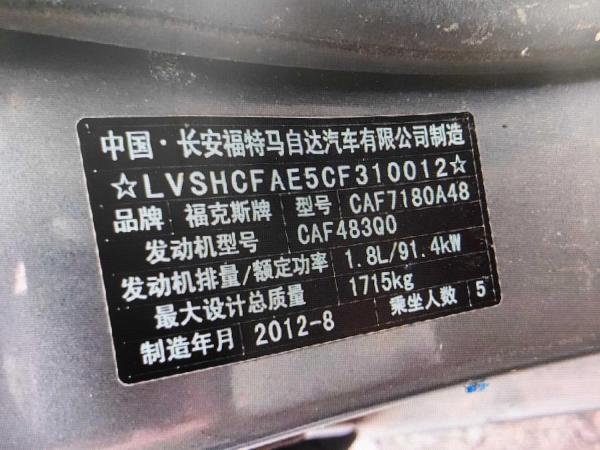 中国·长安福特马自达汽车有限公司制造
☆LVSHCFAE5CF310012☆
品牌 福克斯牌 型号 CAF7180A48
发动机型号 CAF483Q0
发动机排量/额定功率 1.8L/91.4kW
最大设计总质量 1715kg
制造年月 2012-8 乘坐人数 5